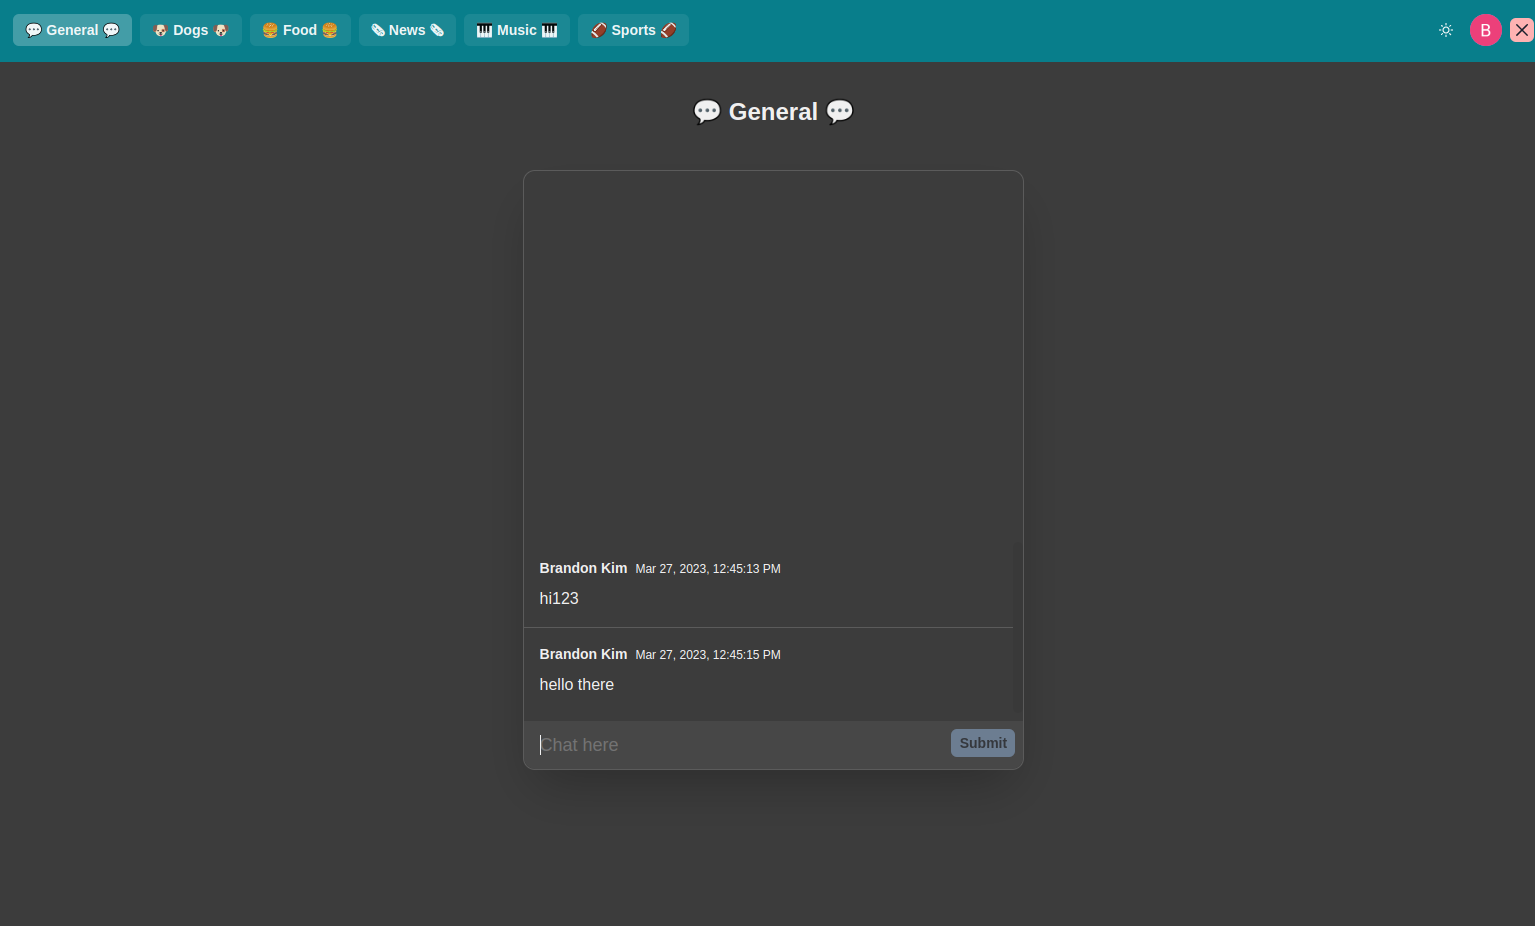 💬 General 💬 🐶 Dogs 🐶 🍔 Food 🍔 🗞️ News 🗞️ 🎹 Music 🎹 🏈 Sports 🏈 B
💬 General 💬
Brandon Kim Mar 27, 2023, 12:45:13 PM
hi123
Brandon Kim Mar 27, 2023, 12:45:15 PM
hello there
Chat here Submit